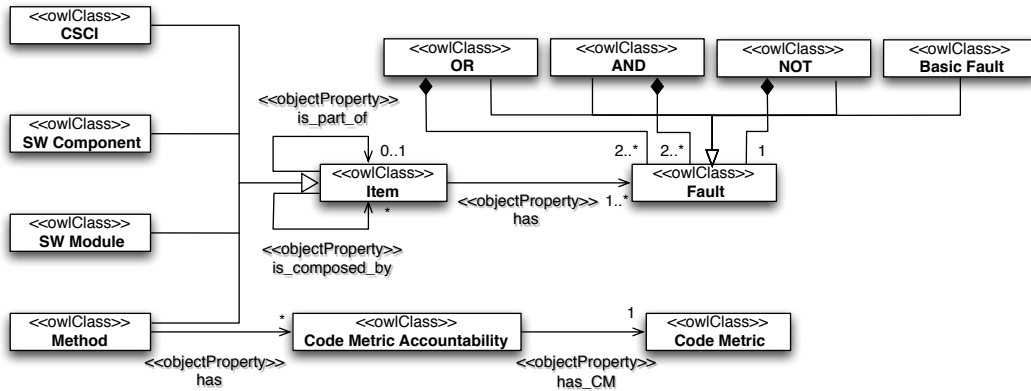 <<owlClass>>
CSCI
<<owlClass>>
OR
<<owlClass>>
AND
<<owlClass>>
NOT
<<owlClass>>
Basic Fault
<<objectProperty>>
is_part_of
<<owlClass>>
SW Component
0..1
2..*
2..*
1
<<owlClass>>
Item
<<owlClass>>
Fault
*
<<objectProperty>>
has
1..*
<<owlClass>>
SW Module
<<objectProperty>>
is_composed_by
<<owlClass>>
Method
*
<<owlClass>>
Code Metric Accountability
1
<<owlClass>>
Code Metric
<<objectProperty>>
has
<<objectProperty>>
has_CM